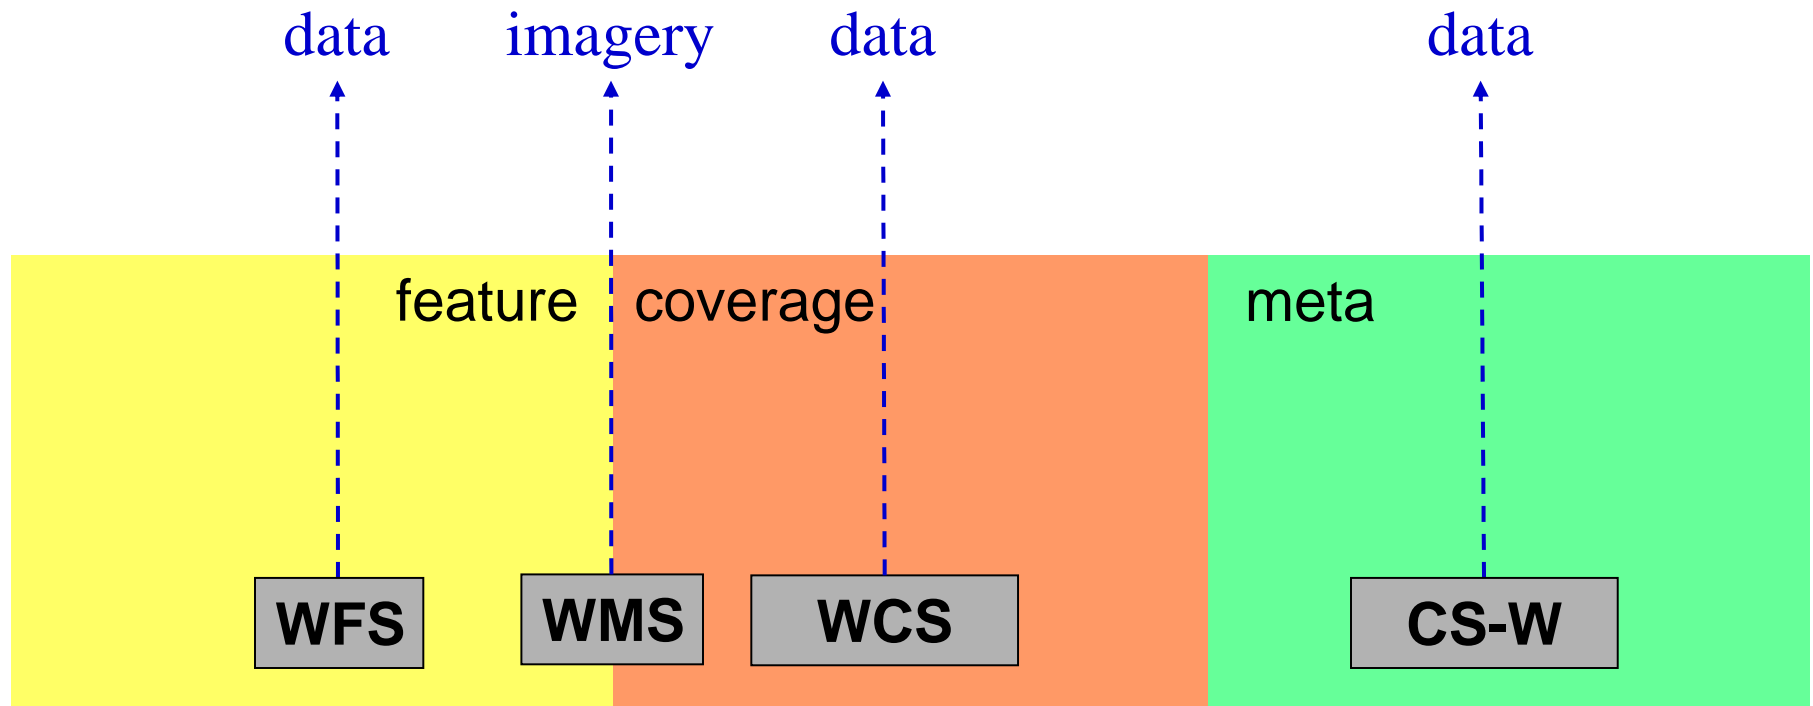 data imagery data data
feature coverage meta
WFS WMS WCS CS-W